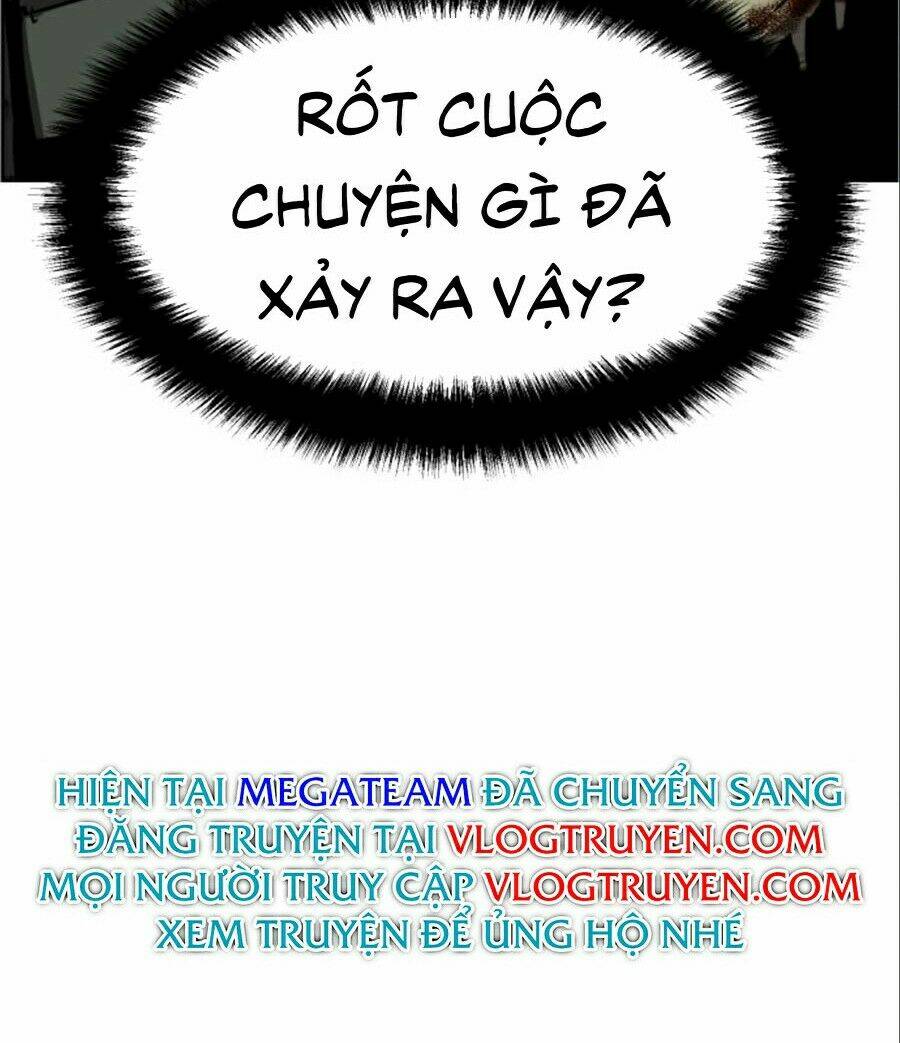 RỐT CUỘC
CHUYỆN GÌ ĐÃ
XẢY RA VẬY?
HIỆN TẠI MEGATEAM ĐÃ CHUYỂN SANG
ĐĂNG TRUYỆN TẠI VLOGTRUYEN.COM
MỌI NGƯỜI TRUY CẬP VLOGTRUYEN.COM
XEM TRUYỆN ĐỂ ỦNG HỘ NHÉ